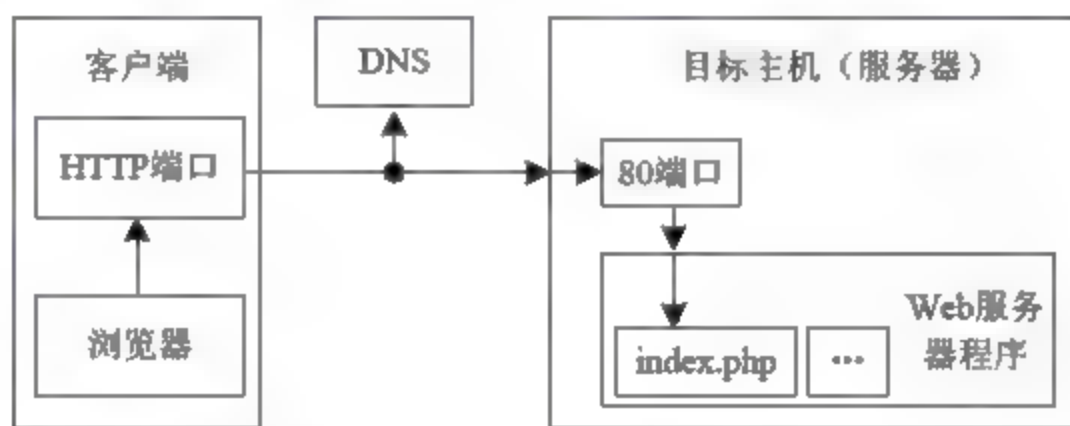 客户端
DNS
目标主机（服务器）
HTTP端口
80端口
浏览器
Web服务
器程序
index.php
...